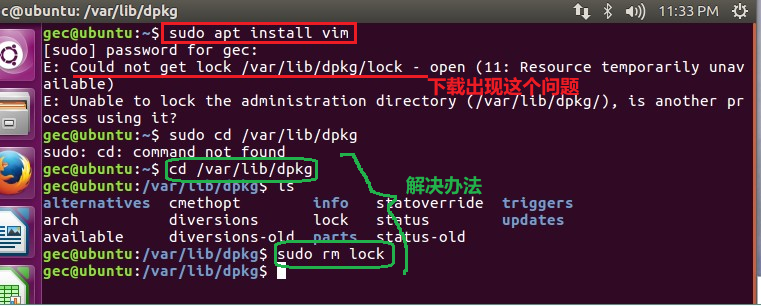 gec@ubuntu: /var/lib/dpkg
11:33 PM
gec@ubuntu:~$ sudo apt install vim
[sudo] password for gec:
E: Could not get lock /var/lib/dpkg/lock - open (11: Resource temporarily unav
ailable)
下载出现这个问题
E: Unable to lock the administration directory (/var/lib/dpkg/), is another pr
ocess using it?
gec@ubuntu:~$ sudo cd /var/lib/dpkg
sudo: cd: command not found
gec@ubuntu:~$ cd /var/lib/dpkg
解决办法
gec@ubuntu:/var/lib/dpkg$ ls
alternatives cmethopt info statoverride triggers
arch diversions lock status updates
available diversions-old parts status-old
gec@ubuntu:/var/lib/dpkg$ sudo rm lock
gec@ubuntu:/var/lib/dpkg$